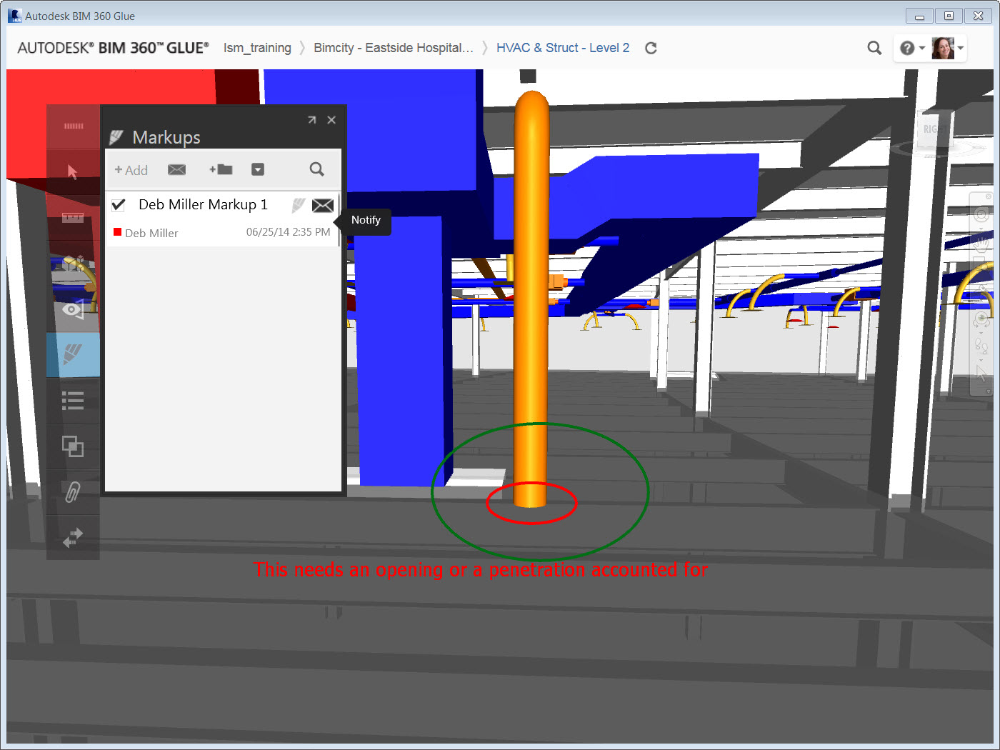 Autodesk BIM 360 Glue
AUTODESK® BIM 360™ GLUE®
Ism_training
Bimcity - Eastside Hospital...
HVAC & Struct - Level 2
RIGHT
Markups
+ Add
Deb Miller Markup 1
Deb Miller
06/25/14 2:35 PM
Notify
This needs an opening or a penetration accounted for